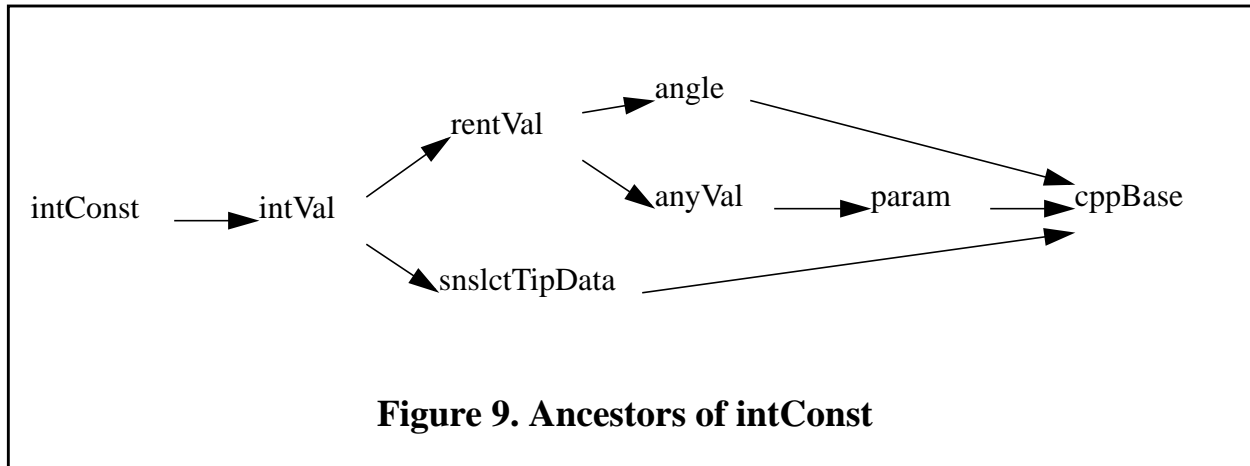 angle
rentVal
intConst
intVal
anyVal
param
cppBase
snslctTipData
Figure 9. Ancestors of intConst